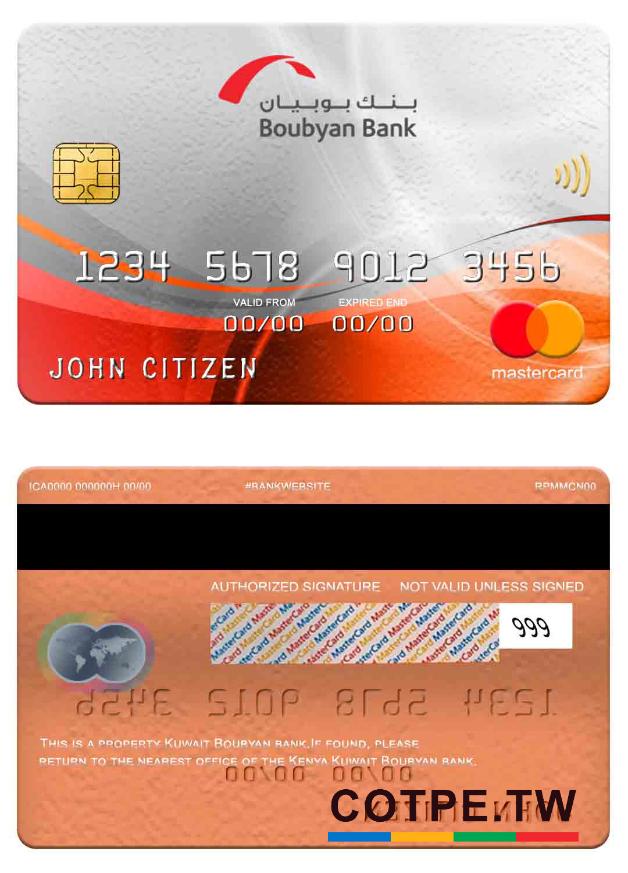 بنك بوبيان
Boubyan Bank
1234 5678 9012 3456
VALID FROM EXPIRED END
00/00 00/00
JOHN CITIZEN
mastercard.
ICA0000 000000H 00/00 #BANKWEBSITE RPMMCN00
AUTHORIZED SIGNATURE NOT VALID UNLESS SIGNED
MasterCard MasterCard MasterCard MasterCard
999
1234 5678 9012 3456
THIS IS A PROPERTY KUWAIT BOUBYAN BANK.IF FOUND, PLEASE
RETURN TO THE NEAREST OFFICE OF THE KENYA KUWAIT BOUBYAN BANK.
00/00 00/00
COTPE.TW
JOHN CITIZEN